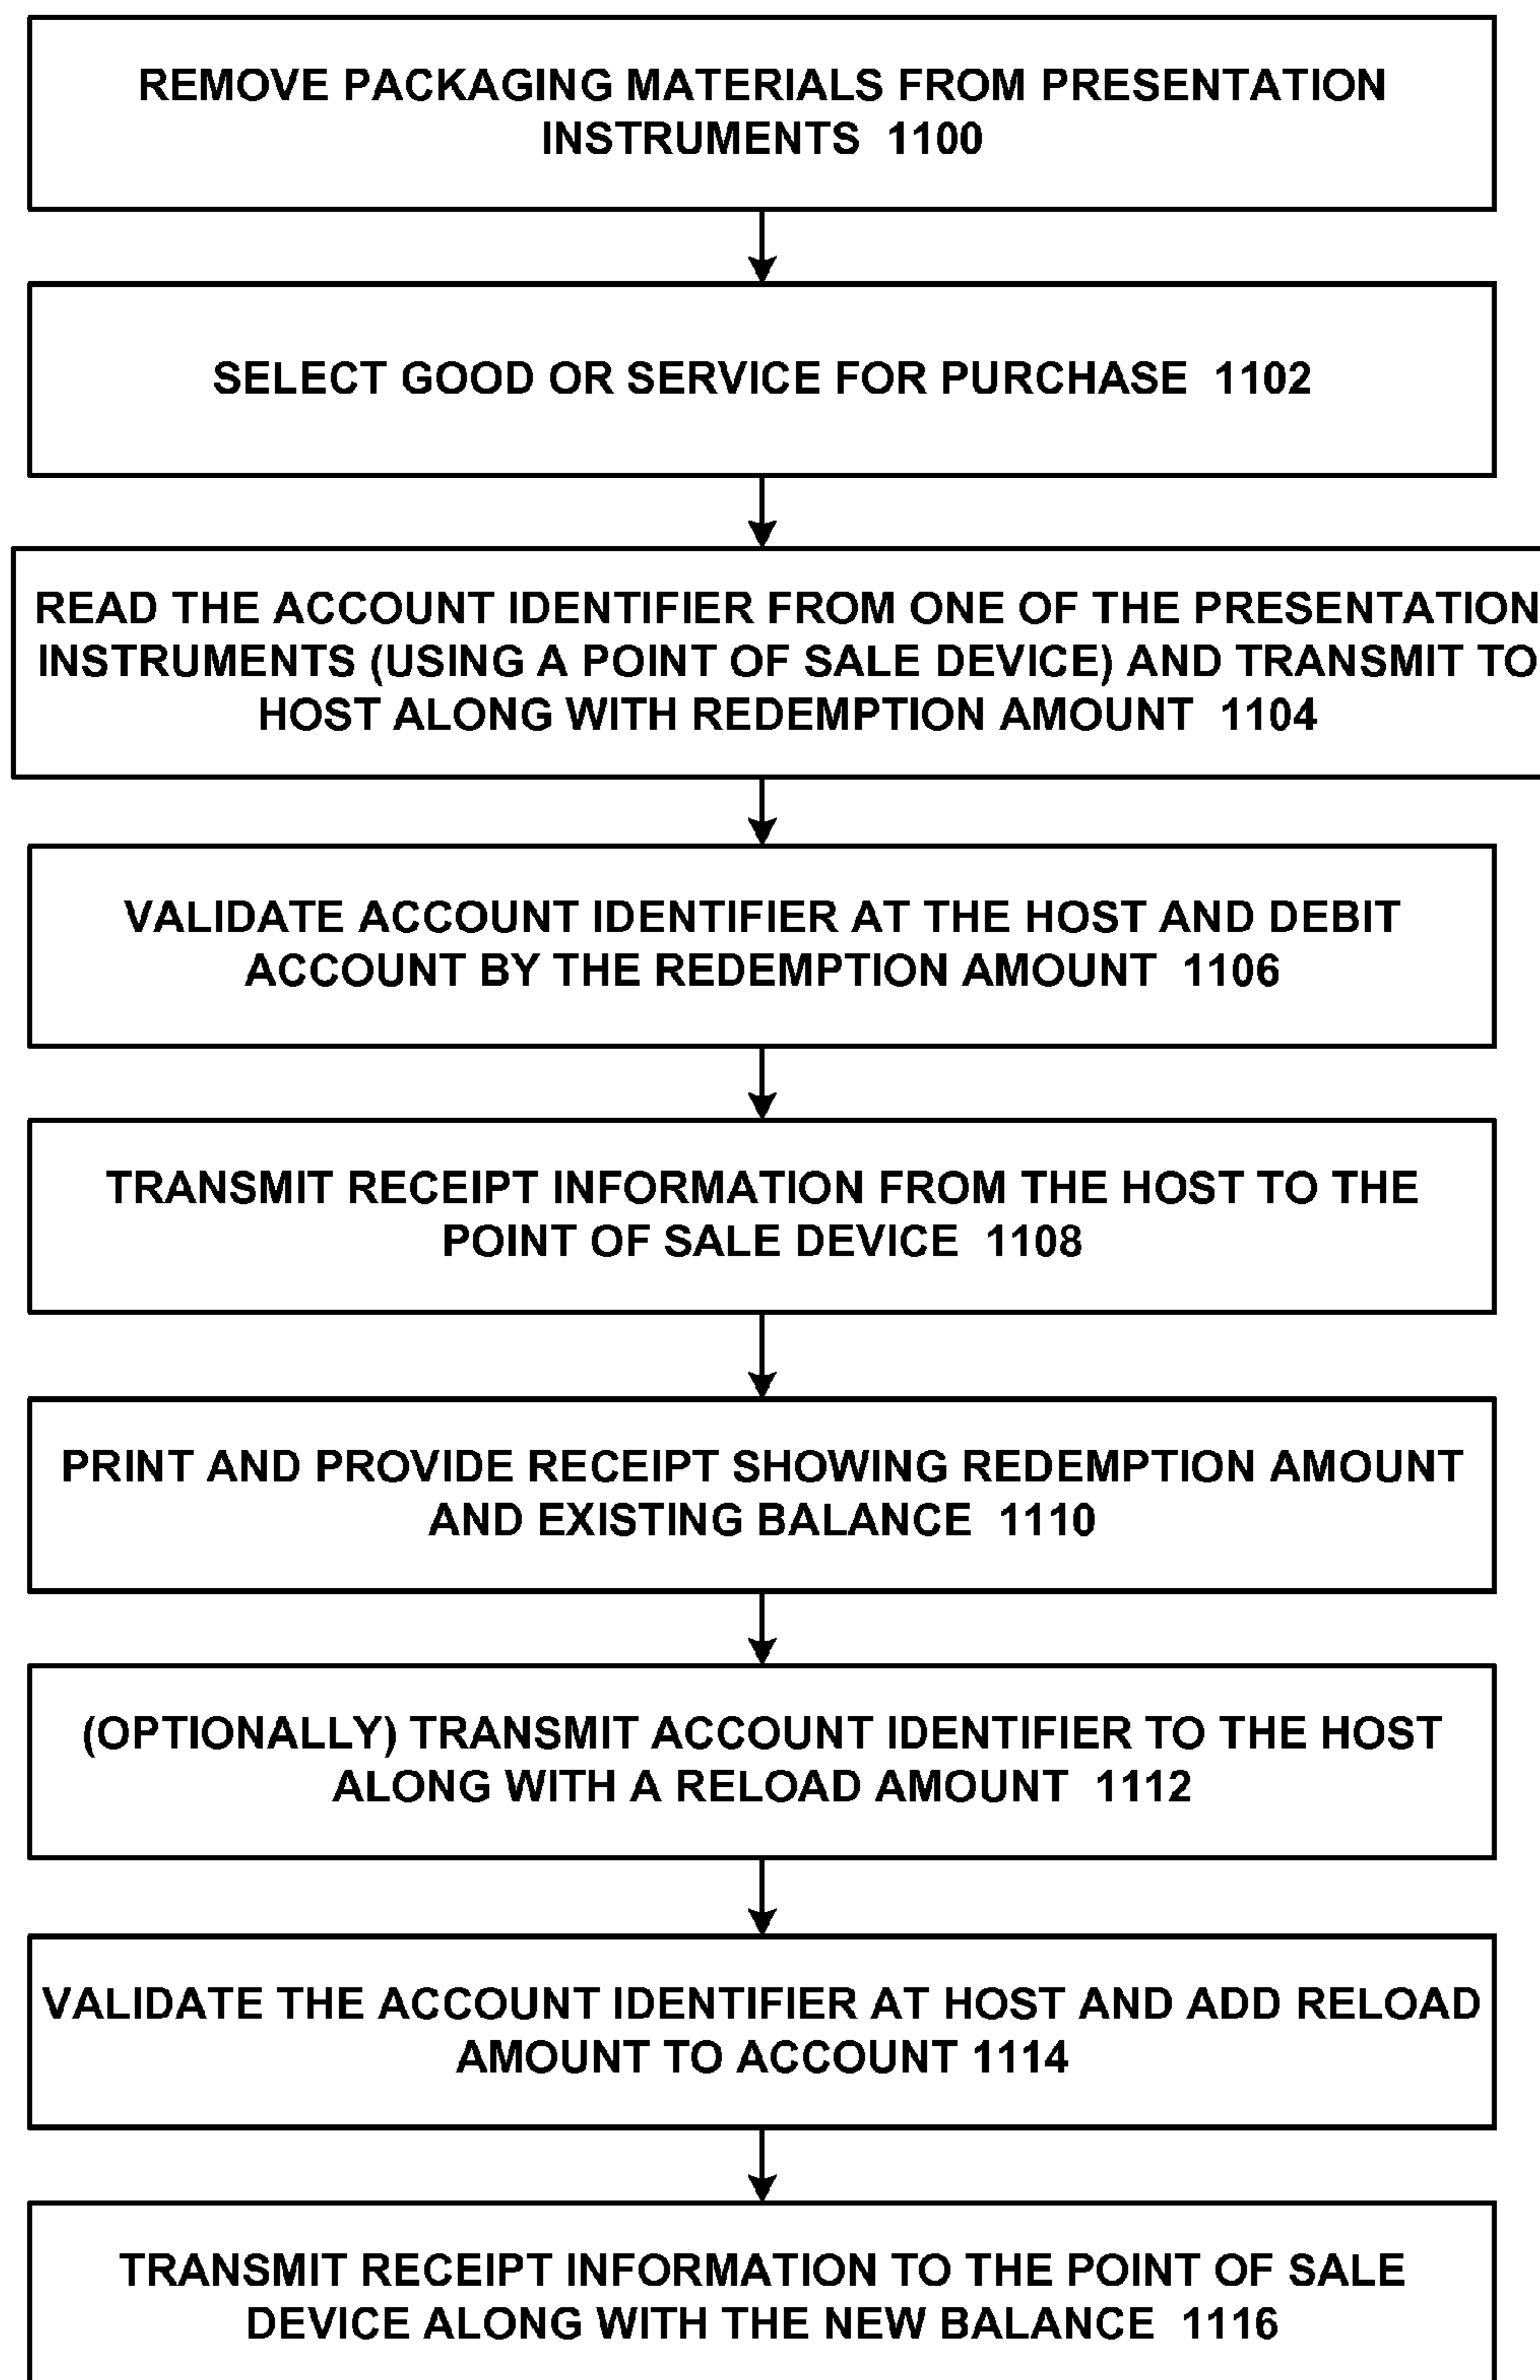 REMOVE PACKAGING MATERIALS FROM PRESENTATION
INSTRUMENTS 1100
SELECT GOOD OR SERVICE FOR PURCHASE 1102
READ THE ACCOUNT IDENTIFIER FROM ONE OF THE PRESENTATION
INSTRUMENTS (USING A POINT OF SALE DEVICE) AND TRANSMIT TO
HOST ALONG WITH REDEMPTION AMOUNT 1104
VALIDATE ACCOUNT IDENTIFIER AT THE HOST AND DEBIT
ACCOUNT BY THE REDEMPTION AMOUNT 1106
TRANSMIT RECEIPT INFORMATION FROM THE HOST TO THE
POINT OF SALE DEVICE 1108
PRINT AND PROVIDE RECEIPT SHOWING REDEMPTION AMOUNT
AND EXISTING BALANCE 1110
(OPTIONALLY) TRANSMIT ACCOUNT IDENTIFIER TO THE HOST
ALONG WITH A RELOAD AMOUNT 1112
VALIDATE THE ACCOUNT IDENTIFIER AT HOST AND ADD RELOAD
AMOUNT TO ACCOUNT 1114
TRANSMIT RECEIPT INFORMATION TO THE POINT OF SALE
DEVICE ALONG WITH THE NEW BALANCE 1116